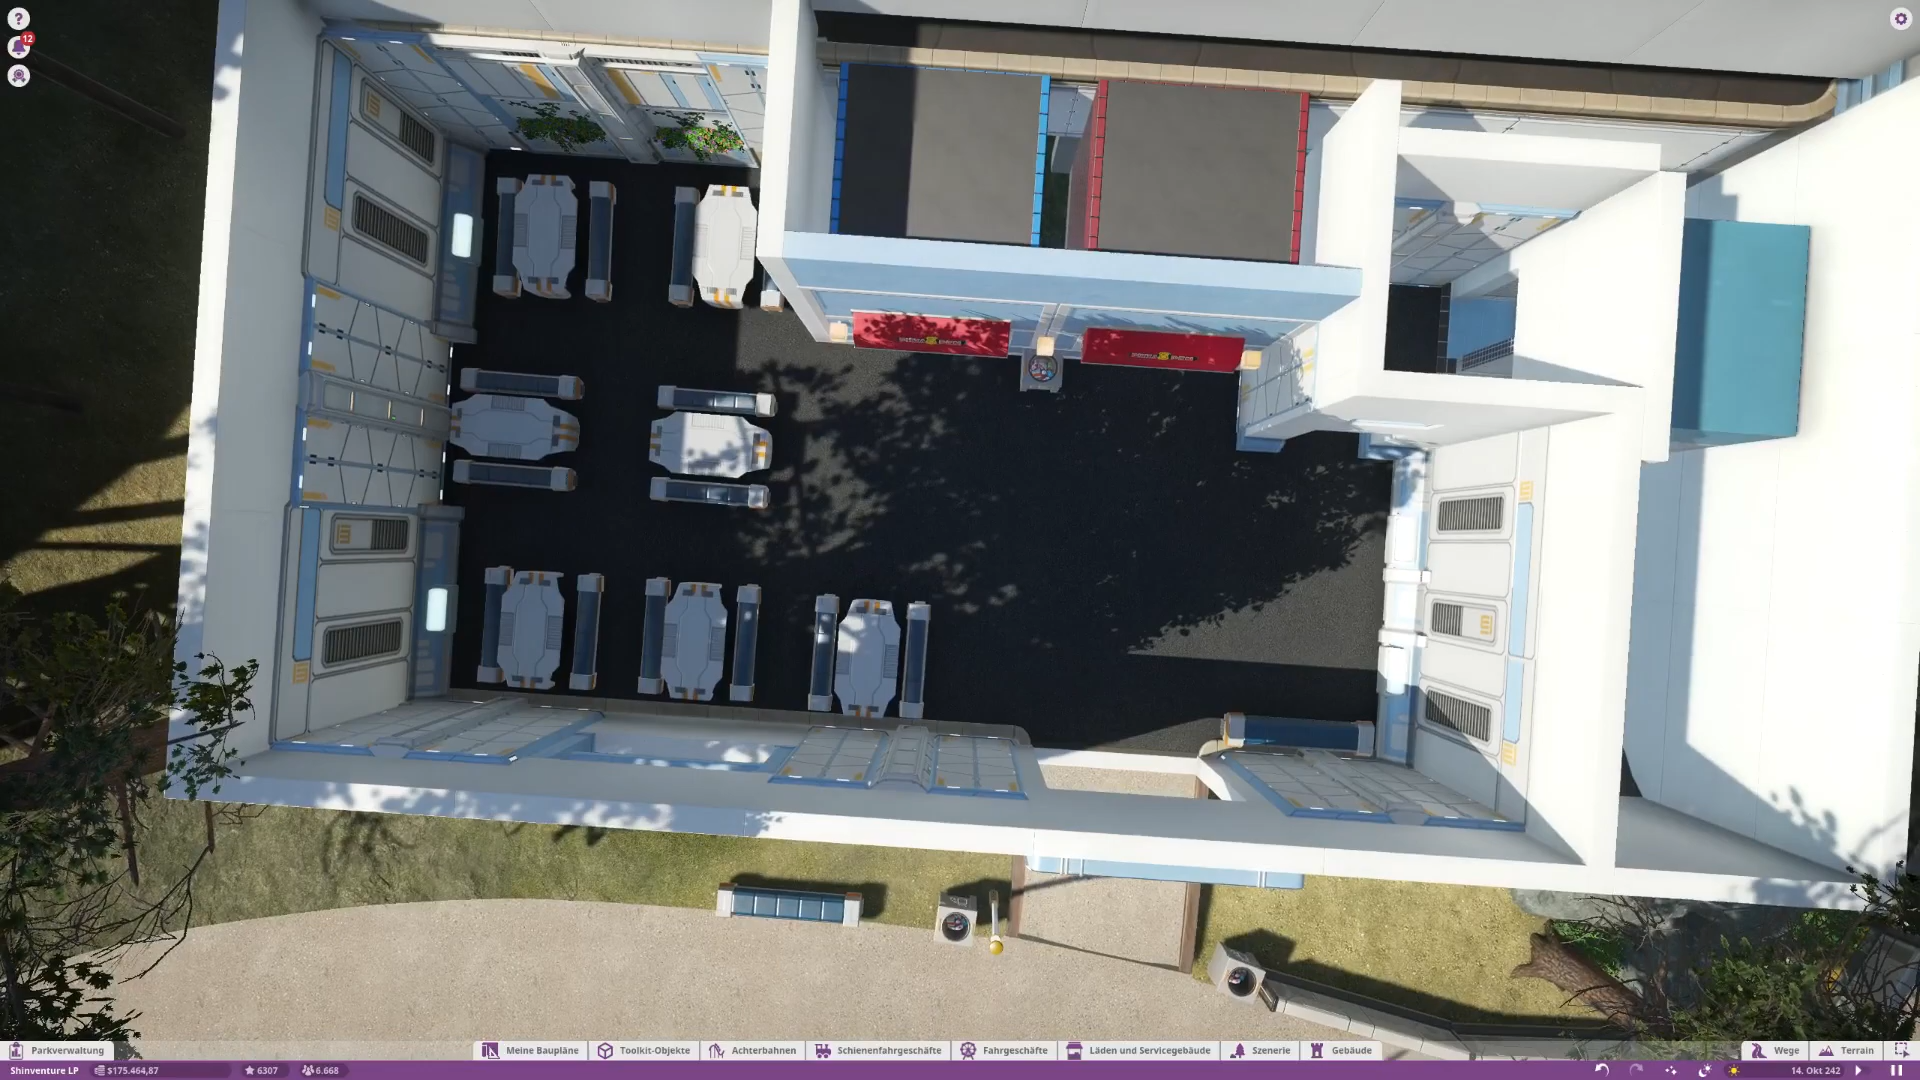 ?
12
Parkverwaltung
Meine Baupläne
Toolkit-Objekte
Achterbahnen
Schienenfahrgeschäfte
Fahrgeschäfte
Läden und Servicegebäude
Szenerie
Gebäude
Wege
Terrain
Shinventure LP
$175.464,87
6307
6.668
14. Okt 242